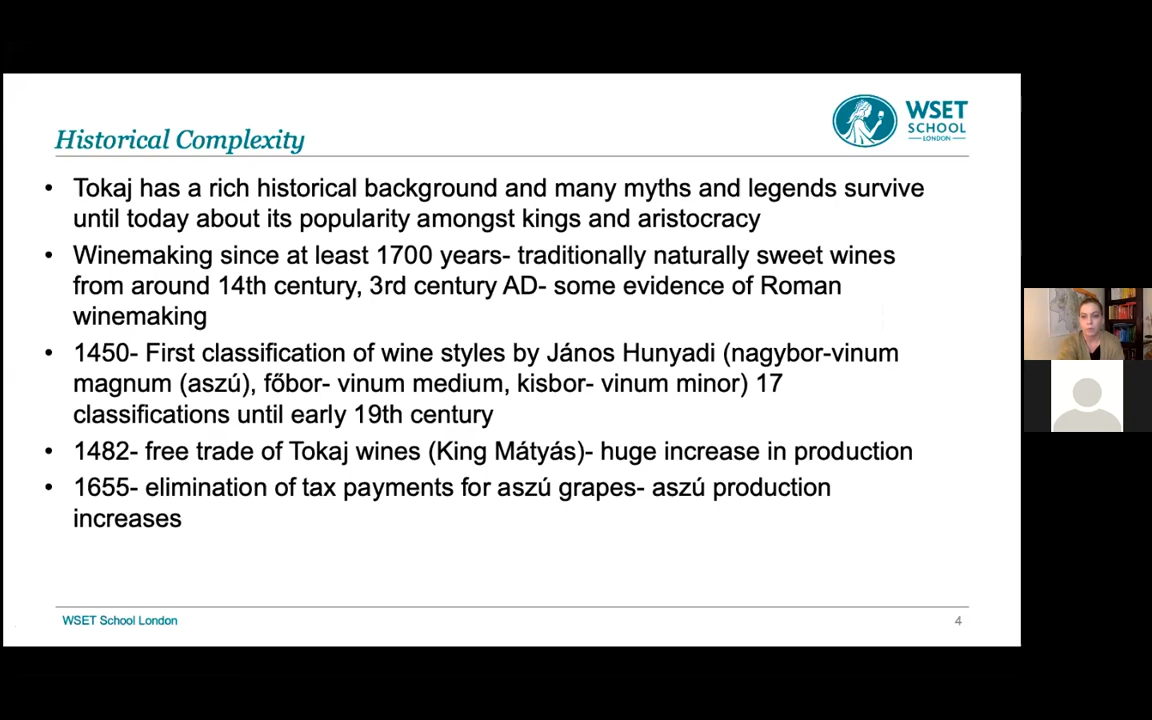 WSET
SCHOOL
LONDON
Historical Complexity
• Tokaj has a rich historical background and many myths and legends survive
until today about its popularity amongst kings and aristocracy
• Winemaking since at least 1700 years- traditionally naturally sweet wines
from around 14th century, 3rd century AD- some evidence of Roman
winemaking
• 1450- First classification of wine styles by János Hunyadi (nagybor-vinum
magnum (aszú), főbor- vinum medium, kisbor- vinum minor) 17
classifications until early 19th century
• 1482- free trade of Tokaj wines (King Mátyás)- huge increase in production
• 1655- elimination of tax payments for aszú grapes- aszú production
increases
WSET School London
4